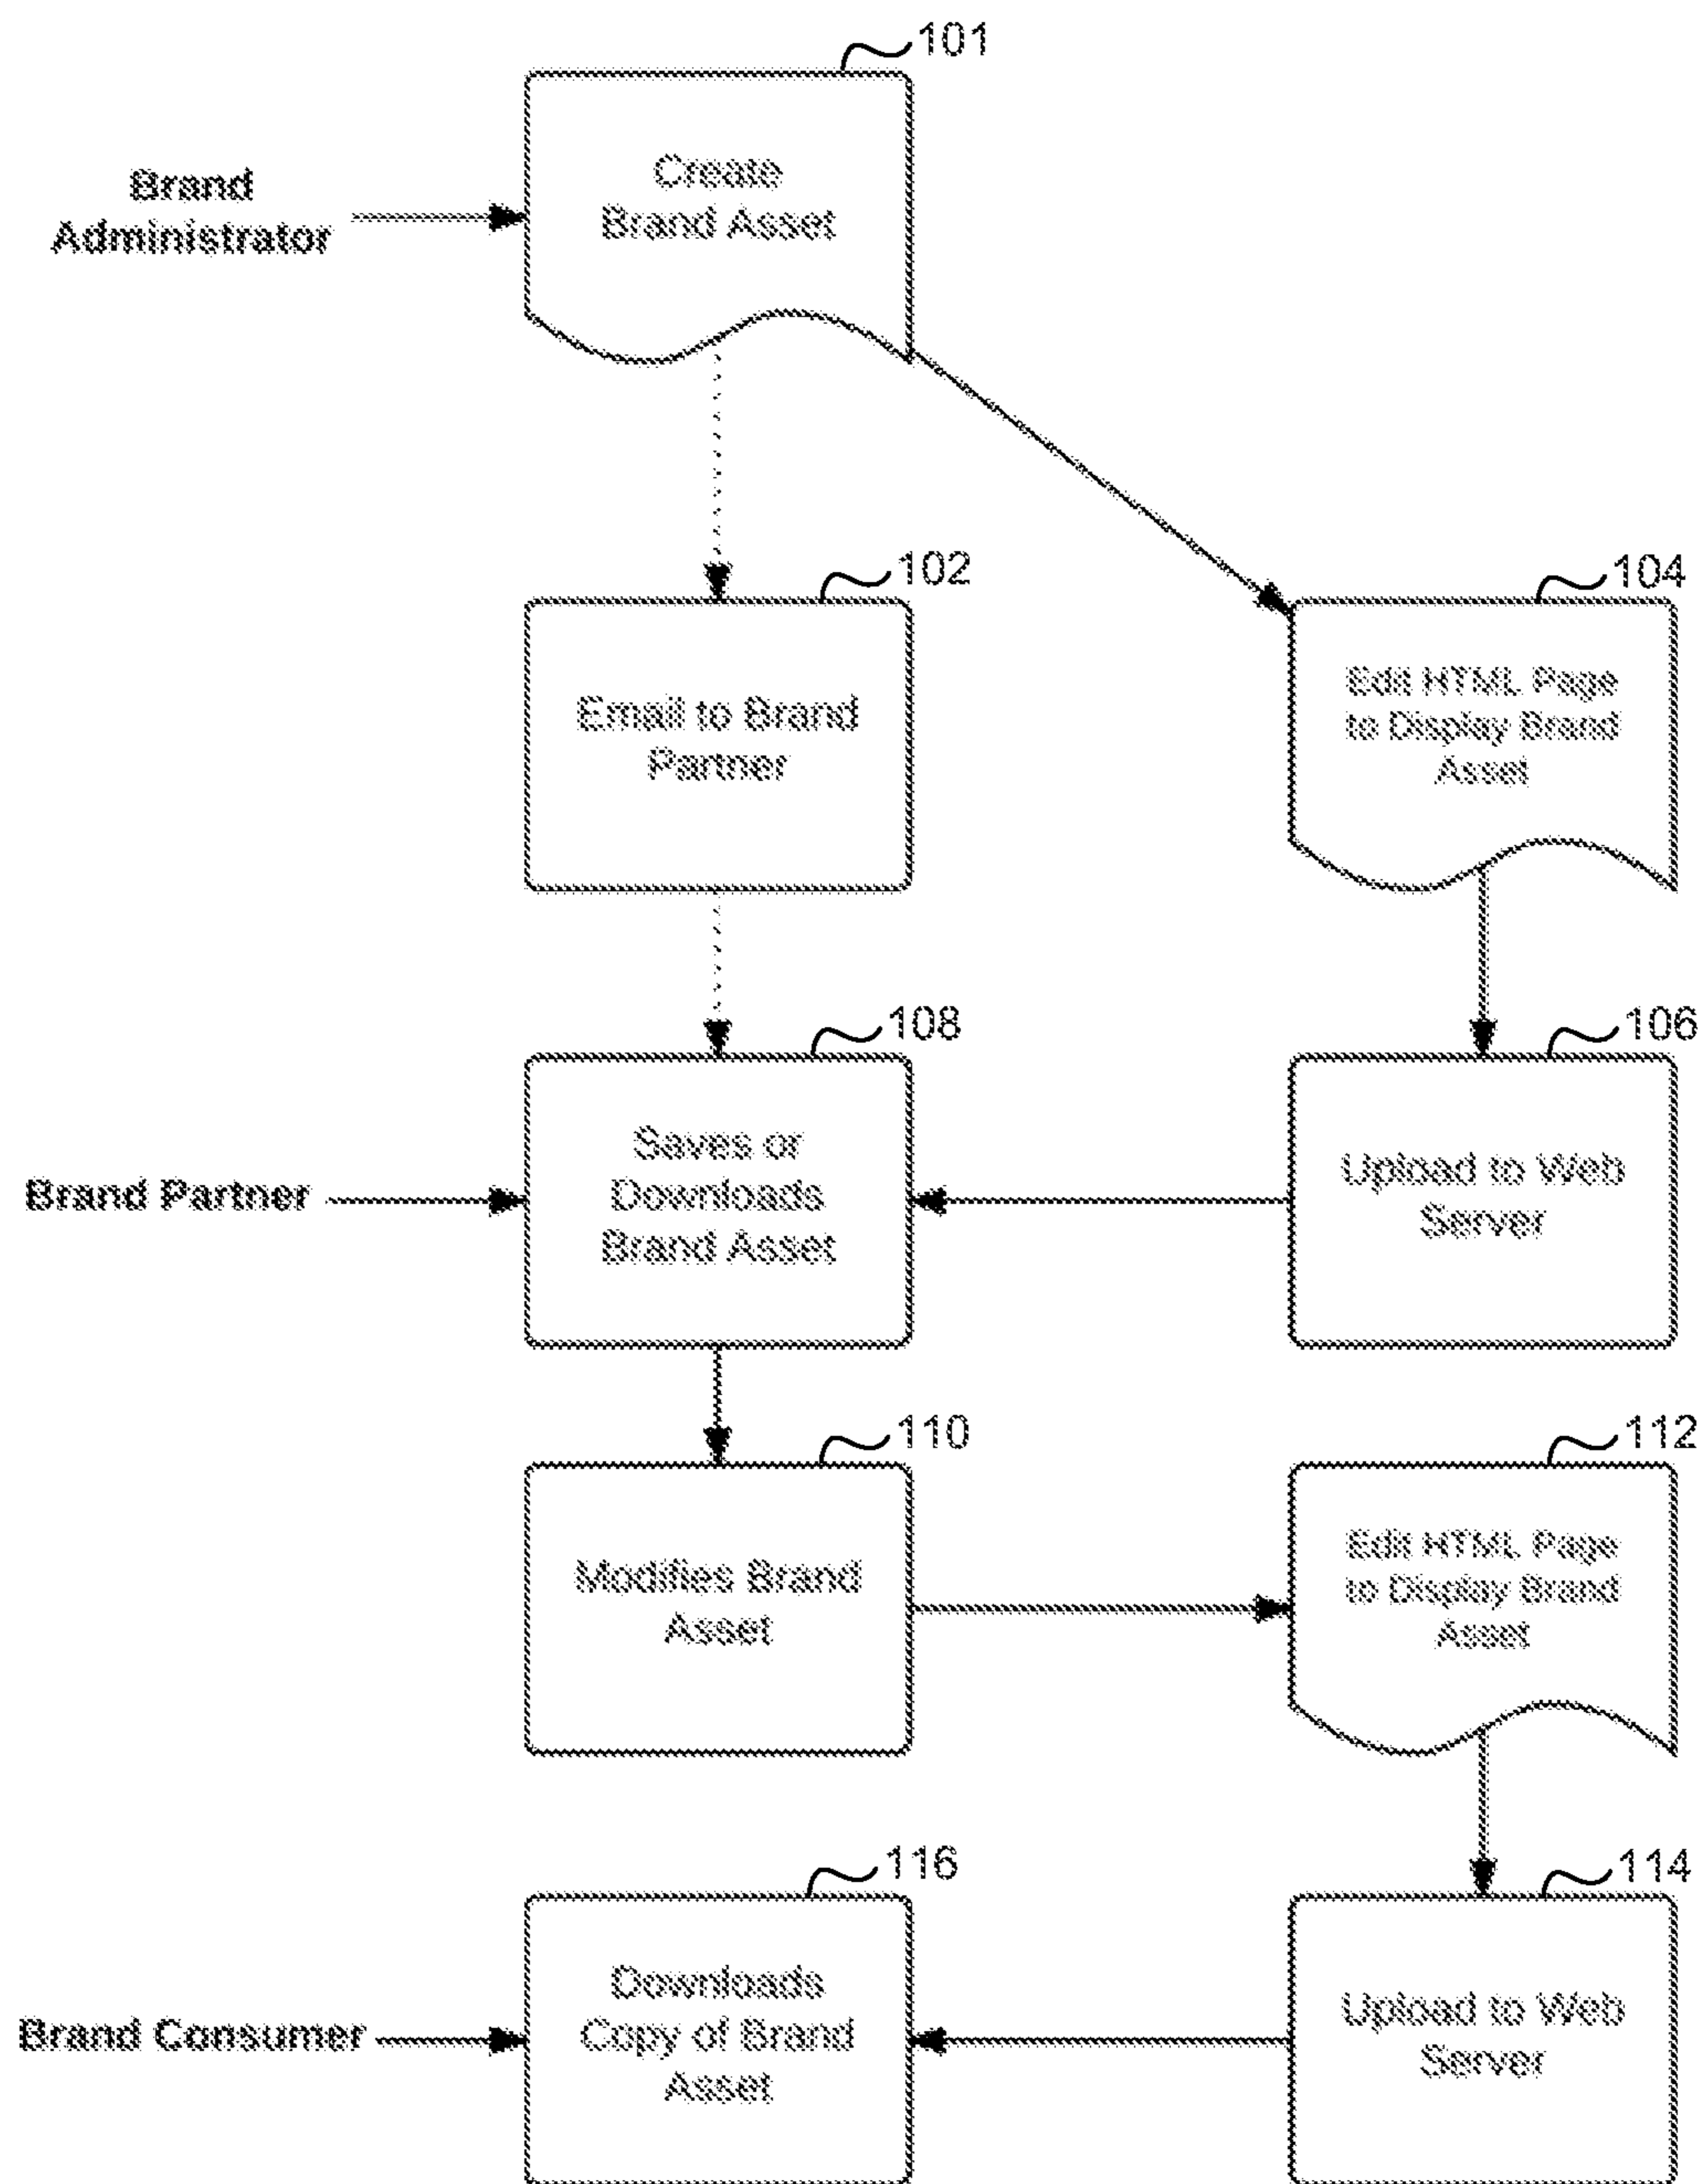 101
Create
Brand Asset
Brand
Administrator
102
Email to Brand
Partner
104
Edit HTML Page
to Display Brand
Asset
108
Saves or
Downloads
Brand Asset
Brand Partner
106
Upload to Web
Server
110
Modifies Brand
Asset
112
Edit HTML Page
to Display Brand
Asset
116
Downloads
Copy of Brand
Asset
Brand Consumer
114
Upload to Web
Server